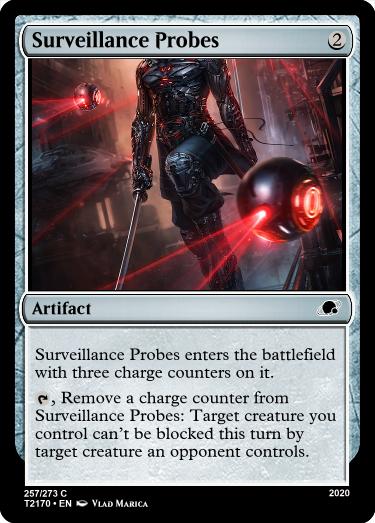 Surveillance Probes 2
Artifact
Surveillance Probes enters the battlefield
with three charge counters on it.
, Remove a charge counter from
Surveillance Probes: Target creature you
control can't be blocked this turn by
target creature an opponent controls.
257/273 C 2020
T2170 • EN Vlad Marica